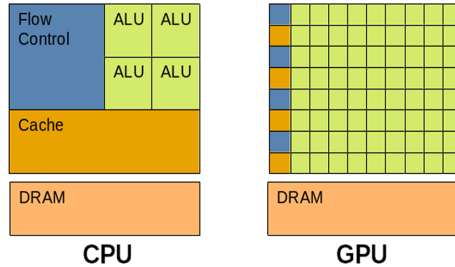 Flow
Control
ALU
ALU
ALU
ALU
Cache
DRAM
CPU
DRAM
GPU